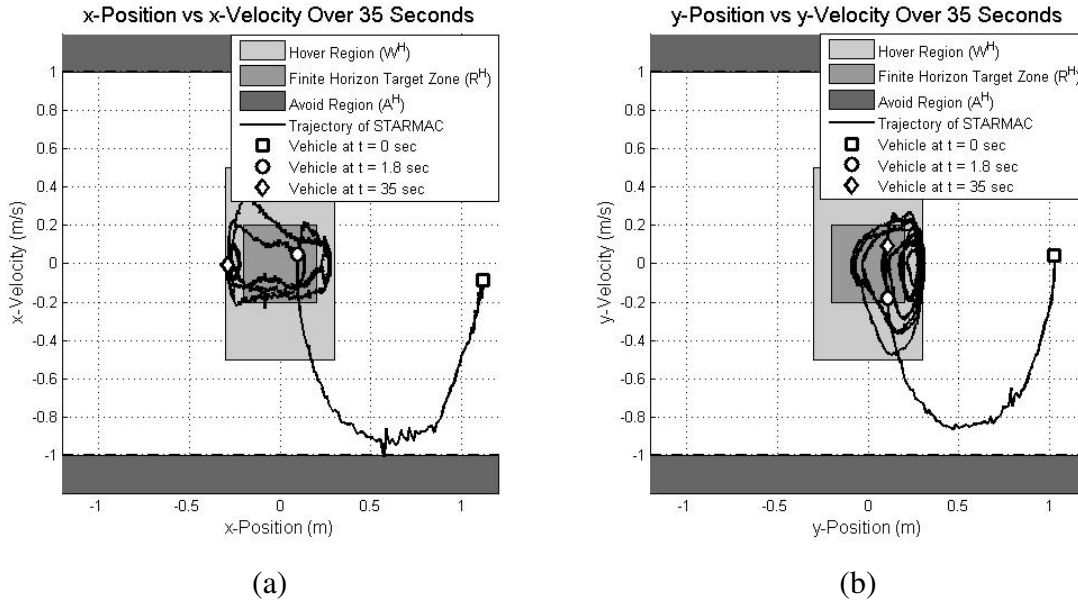 x-Position vs x-Velocity Over 35 Seconds
Hover Region (W^H)
Finite Horizon Target Zone (R^H)
Avoid Region (A^H)
Trajectory of STARMAC
Vehicle at t = 0 sec
Vehicle at t = 1.8 sec
Vehicle at t = 35 sec
1
0.8
0.6
0.4
0.2
0
-0.2
-0.4
-0.6
-0.8
-1
x-Velocity (m/s)
-1 -0.5 0 0.5 1
x-Position (m)
(a)
y-Position vs y-Velocity Over 35 Seconds
Hover Region (W^H)
Finite Horizon Target Zone (R^H)
Avoid Region (A^H)
Trajectory of STARMAC
Vehicle at t = 0 sec
Vehicle at t = 1.8 sec
Vehicle at t = 35 sec
1
0.8
0.6
0.4
0.2
0
-0.2
-0.4
-0.6
-0.8
-1
y-Velocity (m/s)
-1 -0.5 0 0.5 1
y-Position (m)
(b)